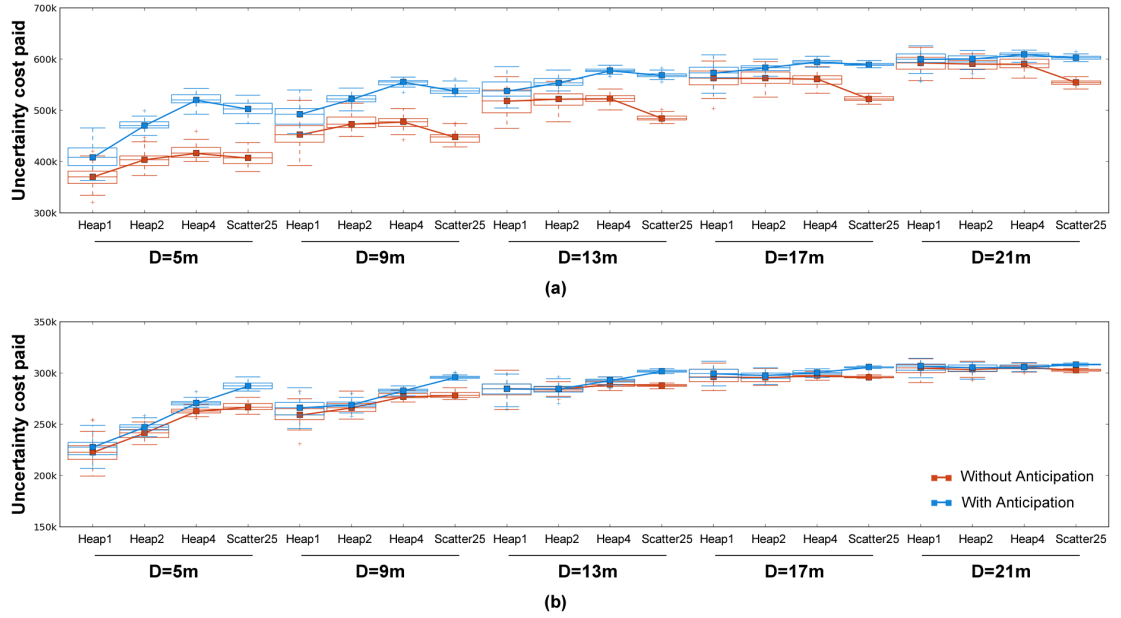 Uncertainty cost paid
700k
600k
500k
400k
300k
Heap1 Heap2 Heap4 Scatter25 Heap1 Heap2 Heap4 Scatter25 Heap1 Heap2 Heap4 Scatter25 Heap1 Heap2 Heap4 Scatter25 Heap1 Heap2 Heap4 Scatter25
D=5m D=9m D=13m D=17m D=21m
(a)
Uncertainty cost paid
350k
300k
250k
200k
150k
Without Anticipation
With Anticipation
Heap1 Heap2 Heap4 Scatter25 Heap1 Heap2 Heap4 Scatter25 Heap1 Heap2 Heap4 Scatter25 Heap1 Heap2 Heap4 Scatter25 Heap1 Heap2 Heap4 Scatter25
D=5m D=9m D=13m D=17m D=21m
(b)